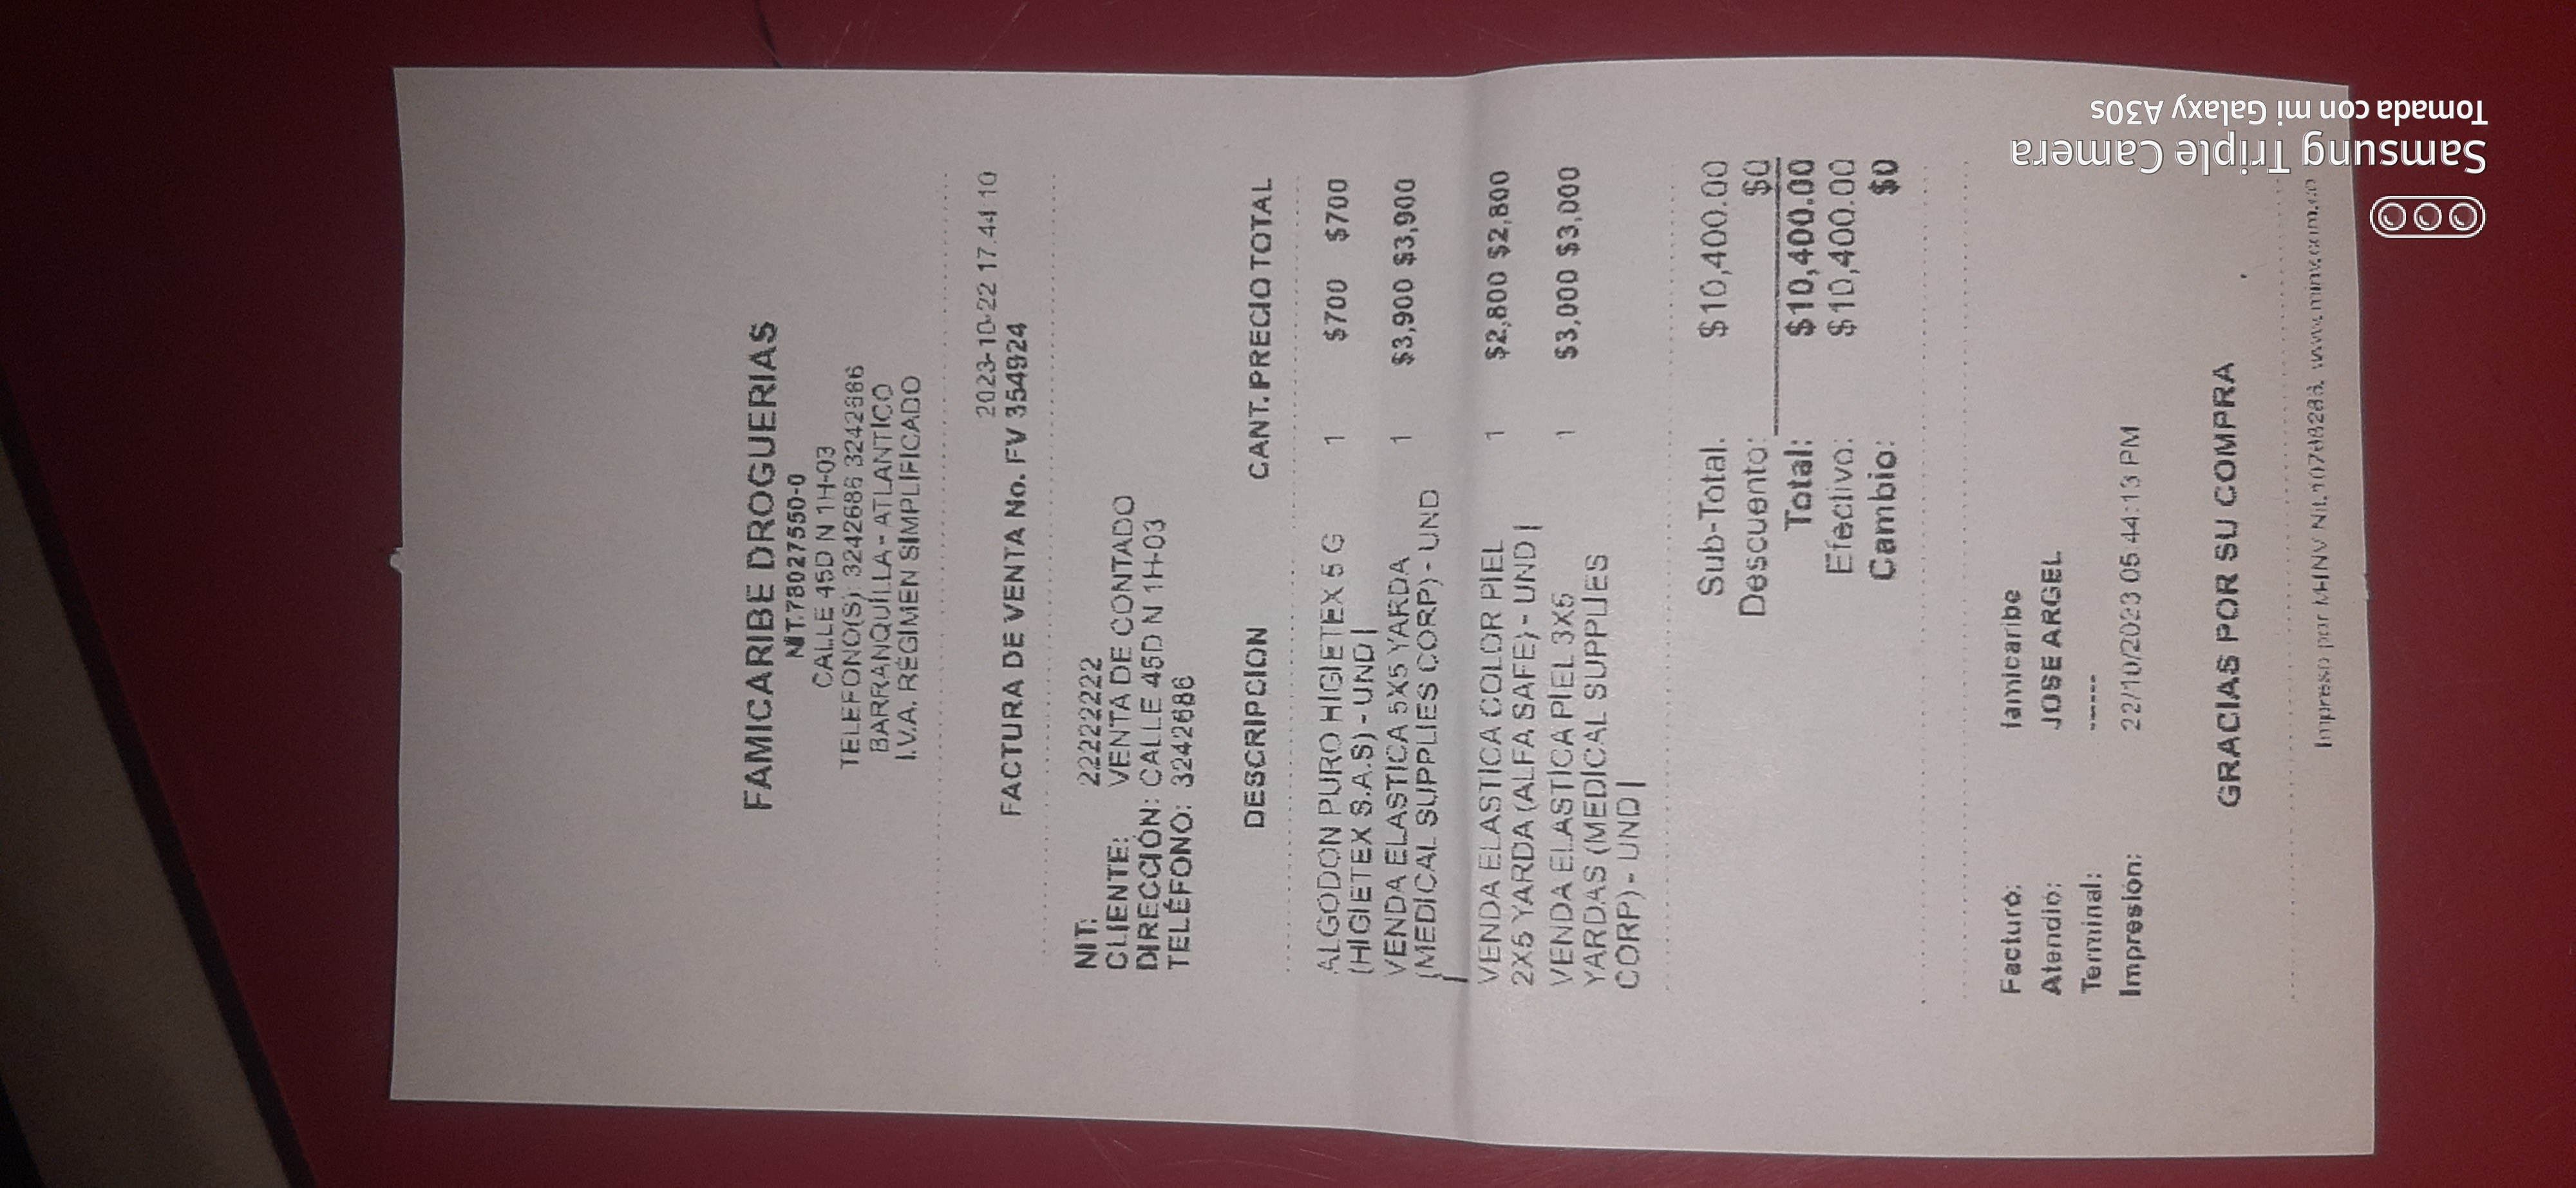 FAMICARIBE DROGUERIAS
NIT.78027550-0
CALLE 45D N 1H-03
TELEFONO(S): 3242686 3242686
BARRANQUILLA - ATLANTICO
I.V.A. RÉGIMEN SIMPLIFICADO
2023-10-22 17:44:10
FACTURA DE VENTA No. FV 354924
NIT: 22222222
CLIENTE: VENTA DE CONTADO
DIRECCIÓN: CALLE 45D N 1H-03
TELÉFONO: 3242686
DESCRIPCION CANT. PRECIO TOTAL
ALGODON PURO HIGIETEX 5 G 1 $700 $700
(HIGIETEX S.A.S) - UND |
VENDA ELASTICA 5X5 YARDA 1 $3,900 $3,900
(MEDICAL SUPPLIES CORP) - UND
|
VENDA ELASTICA COLOR PIEL 1 $2,800 $2,800
2X5 YARDA (ALFA SAFE) - UND |
VENDA ELASTICA PIEL 3X5 1 $3,000 $3,000
YARDAS (MEDICAL SUPPLIES
CORP) - UND |
Sub-Total: $10,400.00
Descuento: $0
Total: $10,400.00
Efectivo: $10,400.00
Cambio: $0
Facturó: famicaribe
Atendio: JOSE ARGEL
Terminal: -----
Impresión: 22/10/2023 05:44:13 PM
GRACIAS POR SU COMPRA
Impreso por
Samsung Triple Camera
Tomada con mi Galaxy A30s